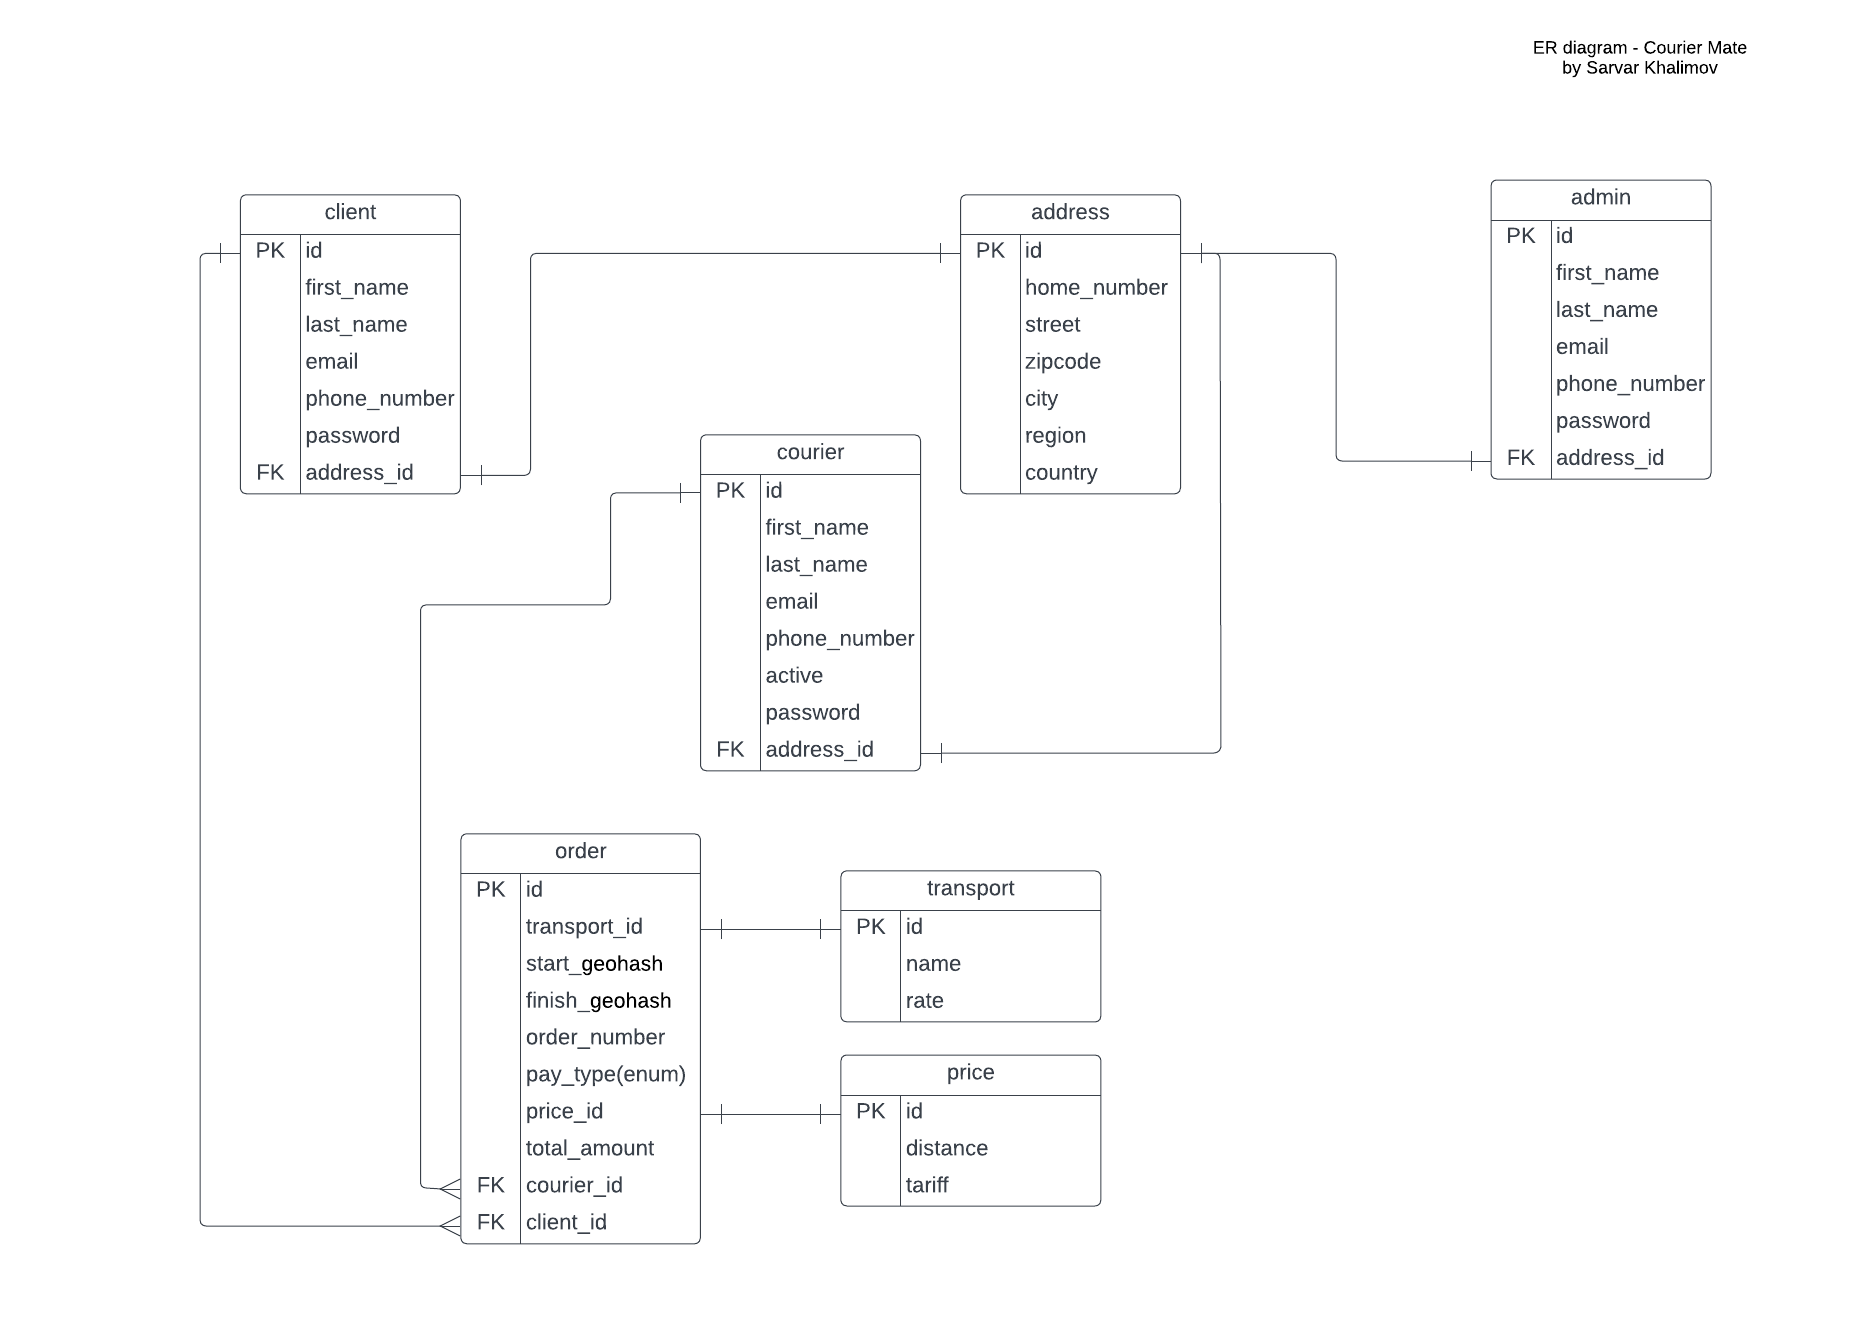 ER diagram - Courier Mate
by Sarvar Khalimov
client
PK id
first_name
last_name
email
phone_number
password
FK address_id
address
PK id
home_number
street
zipcode
city
region
country
admin
PK id
first_name
last_name
email
phone_number
password
FK address_id
courier
PK id
first_name
last_name
email
phone_number
active
password
FK address_id
order
PK id
transport_id
start_geohash
finish_geohash
order_number
pay_type(enum)
price_id
total_amount
FK courier_id
FK client_id
transport
PK id
name
rate
price
PK id
distance
tariff